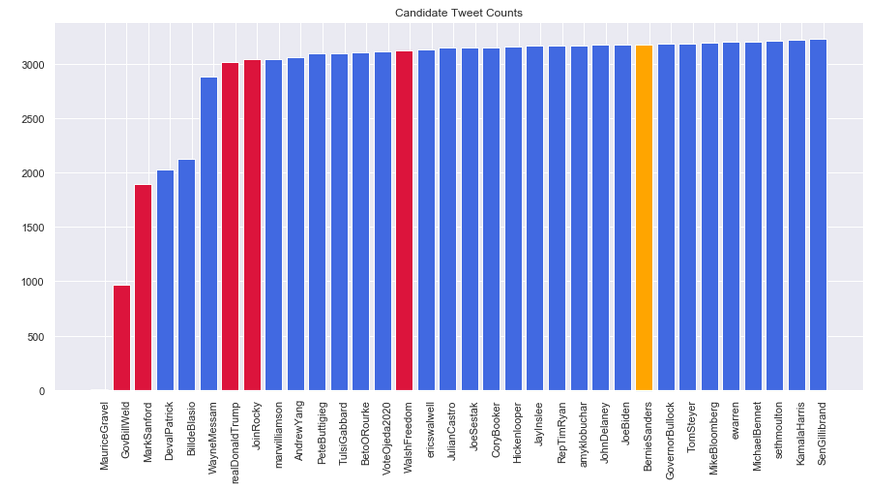 Candidate Tweet Counts
3000
2500
2000
1500
1000
500
0
MauriceGravel
GovBillWeld
MarkSanford
DevalPatrick
BilldeBlasio
WayneMessam
realDonaldTrump
JoinRocky
marwilliamson
AndrewYang
PeteButtigieg
TulsiGabbard
BetoORourke
VoteOjeda2020
WalshFreedom
ericswalwell
JulianCastro
JoeSestak
CoryBooker
Hickenlooper
JayInslee
RepTimRyan
amyklobuchar
JohnDelaney
JoeBiden
BernieSanders
GovernorBullock
TomSteyer
MikeBloomberg
ewarren
MichaelBennet
sethmoulton
KamalaHarris
SenGillibrand